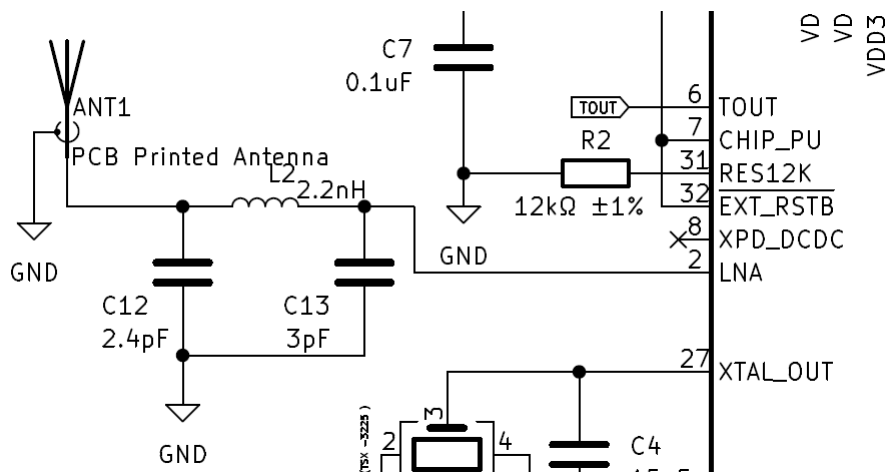 VD
VD
VDD3
C7
0.1uF
ANT1
PCB Printed Antenna
TOUT
6
TOUT
7
CHIP_PU
R2
31
RES12K
12kΩ ±1%
32
EXT_RSTB
8
XPD_DCDC
2
LNA
L2
2.2nH
GND
GND
C12
2.4pF
C13
3pF
GND
27
XTAL_OUT
(TSX -3225)
3
2
4
C4